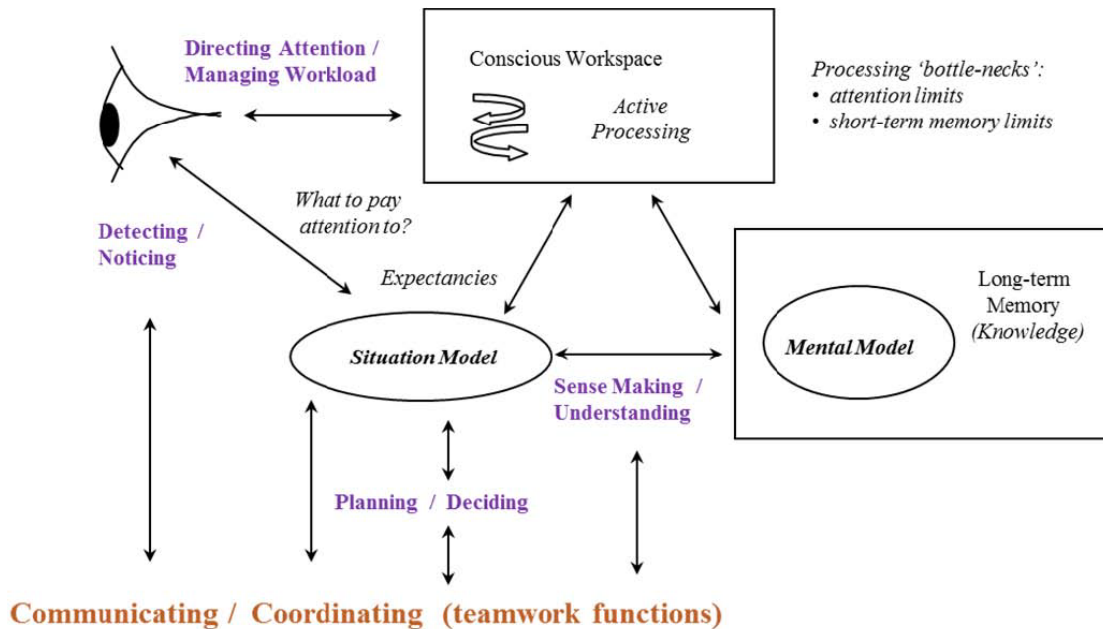 Directing Attention /
Managing Workload
Conscious Workspace
Active
Processing
Processing ‘bottle-necks’:
• attention limits
• short-term memory limits
What to pay
attention to?
Detecting /
Noticing
Expectancies
Long-term
Memory
(Knowledge)
Situation Model
Mental Model
Sense Making /
Understanding
Planning / Deciding
Communicating / Coordinating (teamwork functions)